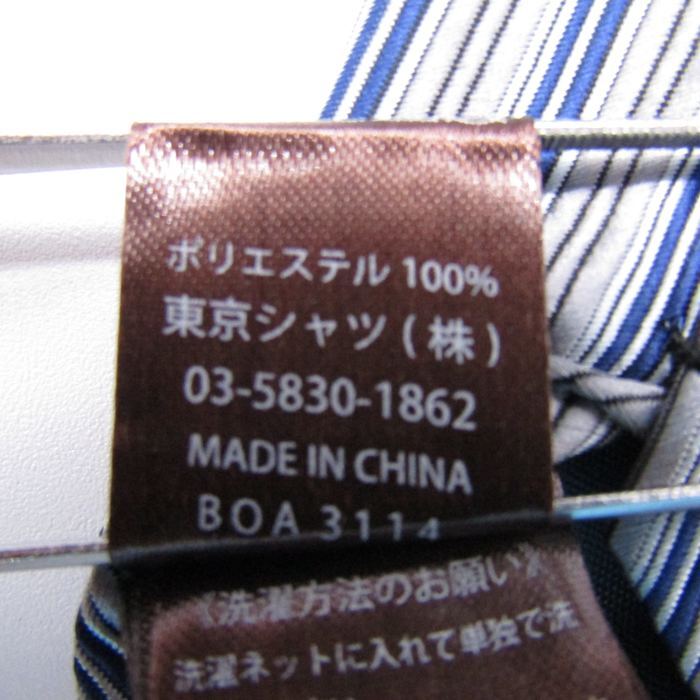 ポリエステル 100%
東京シャツ(株)
03-5830-1862
MADE IN CHINA
BOA 3114
《洗濯方法のお願い》
洗濯ネットに入れて単独で洗